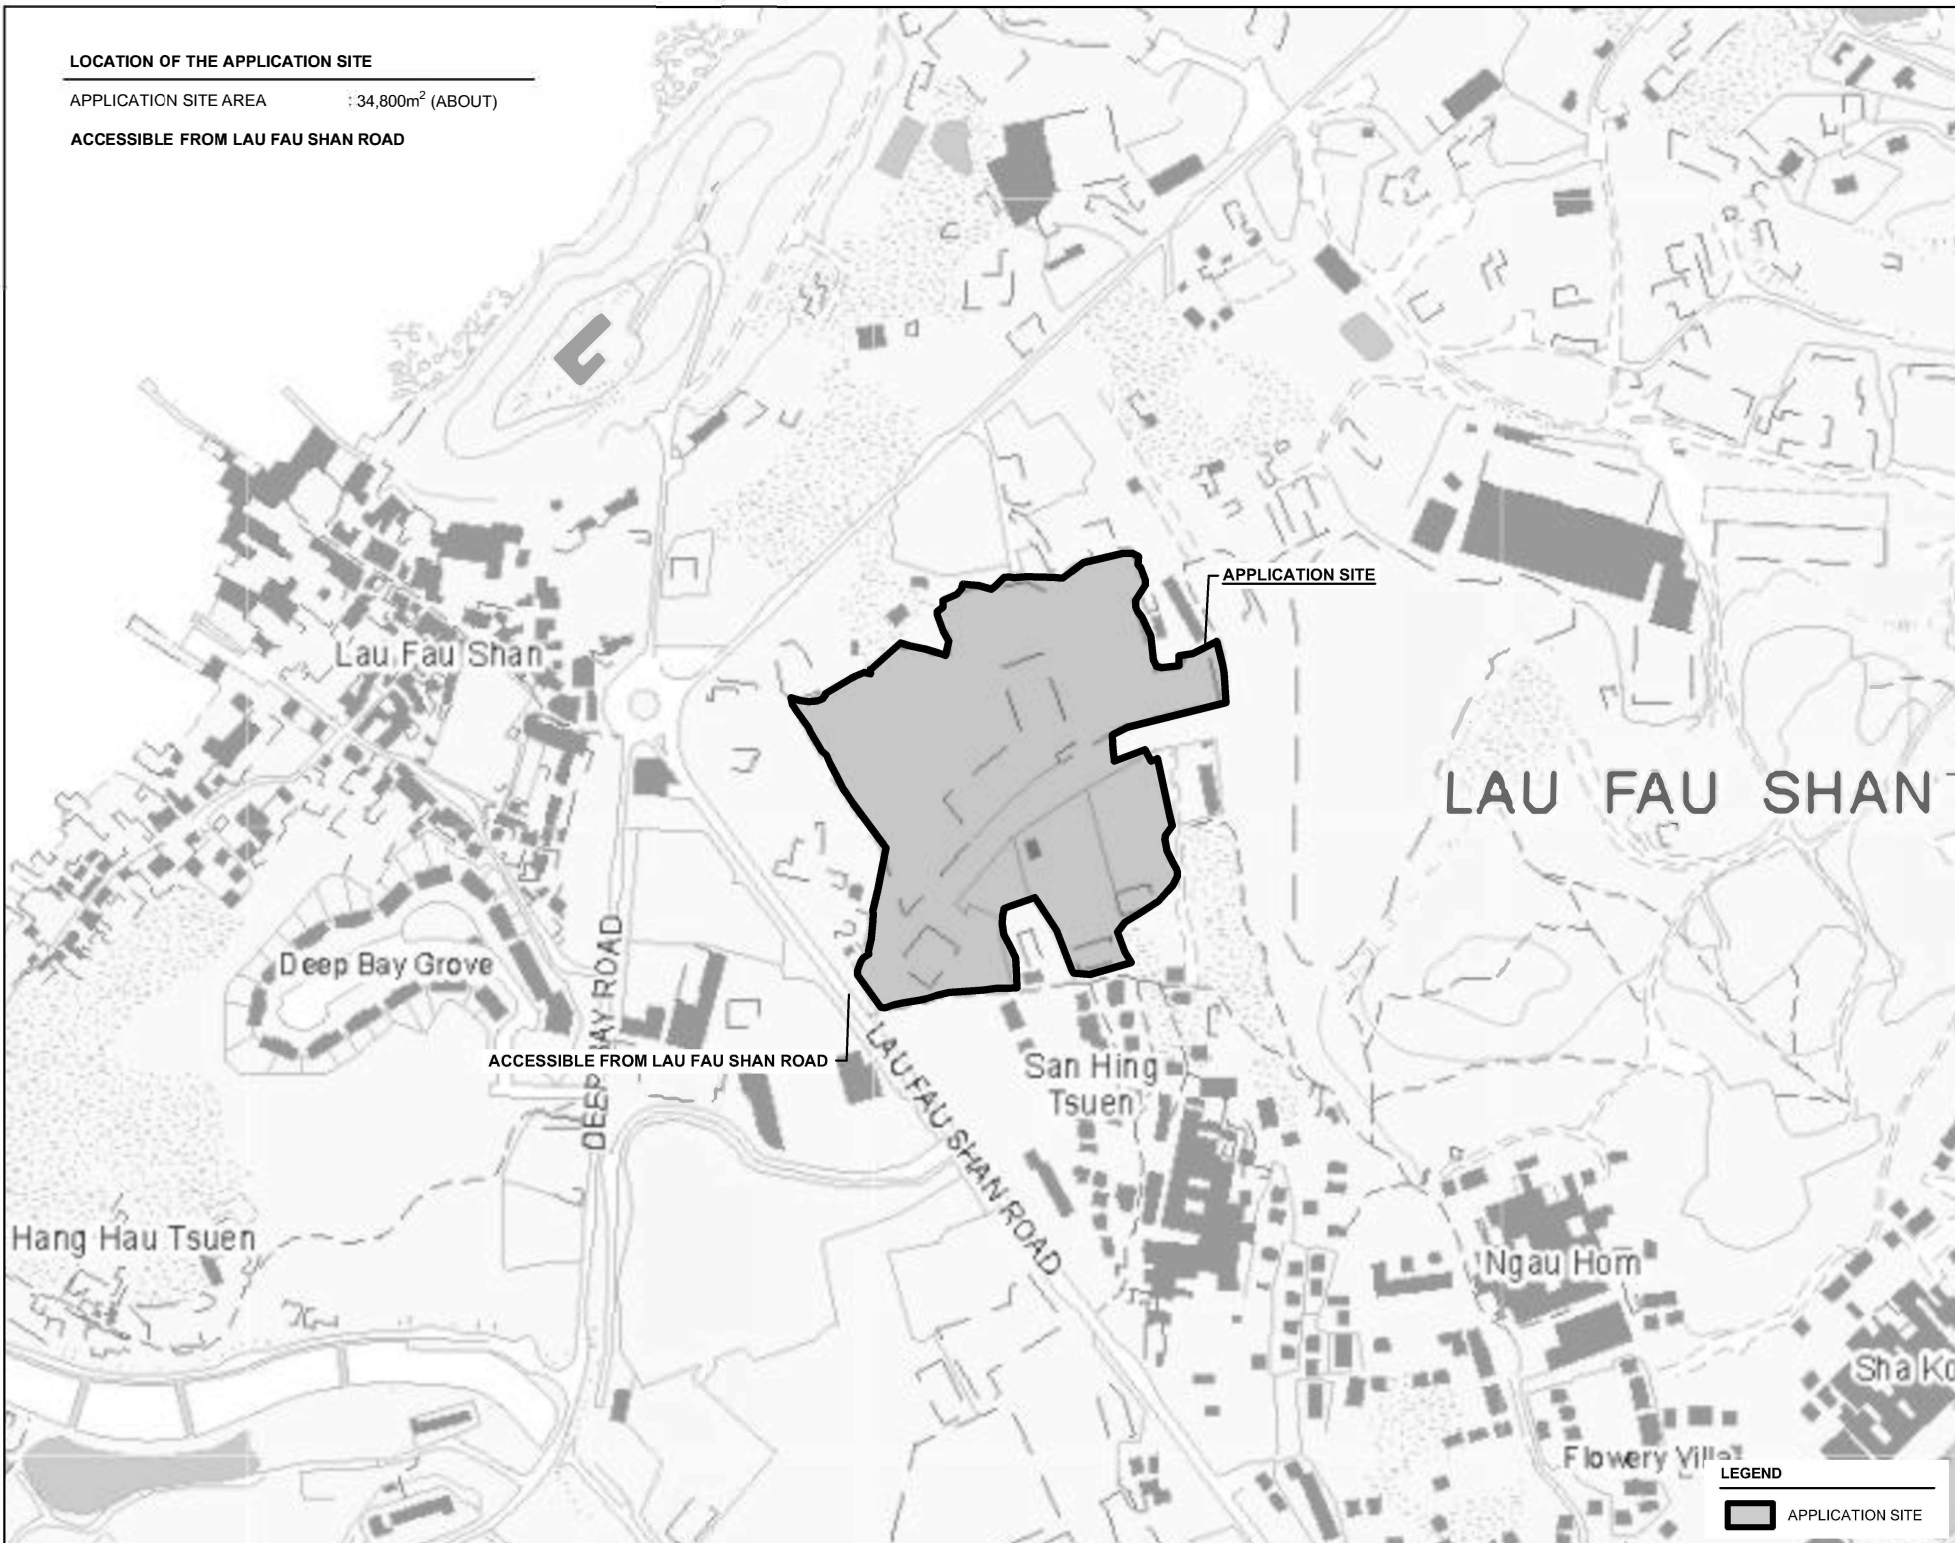 LOCATION OF THE APPLICATION SITE
APPLICATION SITE AREA : 34,800m² (ABOUT)
ACCESSIBLE FROM LAU FAU SHAN ROAD
APPLICATION SITE
Lau Fau Shan
LAU FAU SHAN
Deep Bay Grove
DEEP BAY ROAD
ACCESSIBLE FROM LAU FAU SHAN ROAD
LAU FAU SHAN ROAD
San Hing
Tsuen
Hang Hau Tsuen
Ngau Hom
Sha Ko
Flowery Villa
LEGEND
APPLICATION SITE